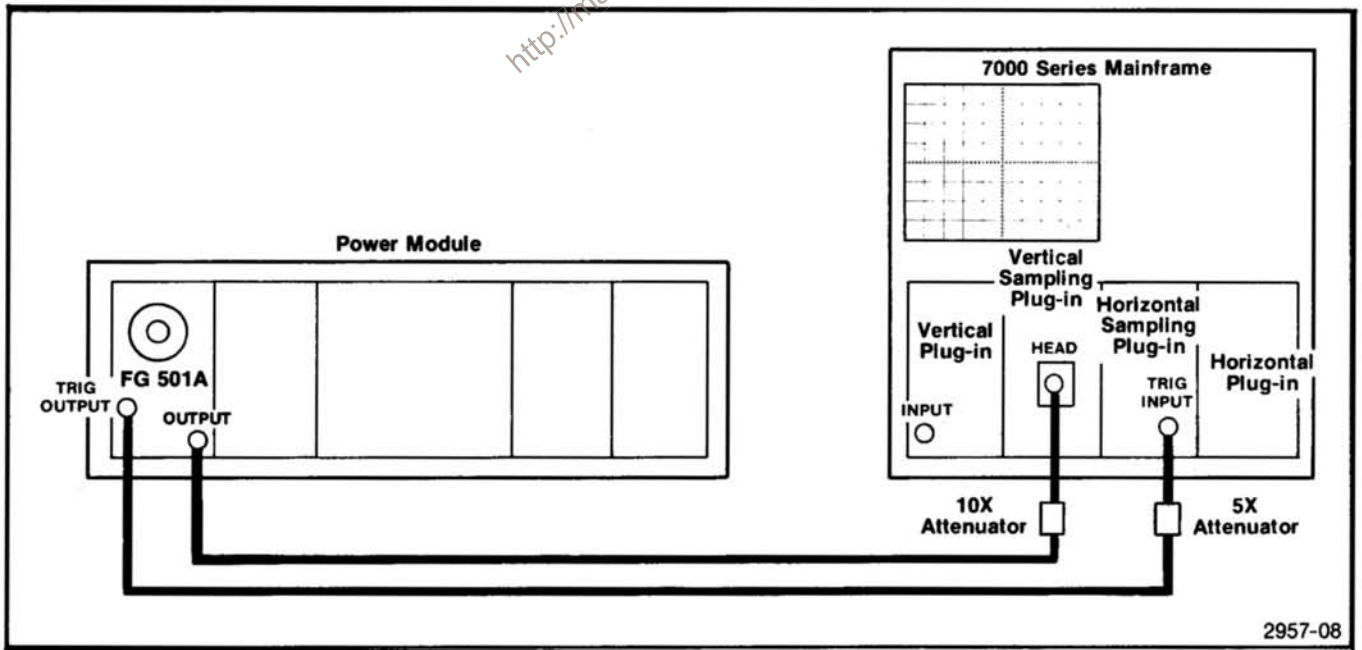 7000 Series Mainframe
Power Module
FG 501A
TRIG
OUTPUT
OUTPUT
Vertical
Sampling
Plug-in
Vertical
Plug-in
HEAD
Horizontal
Sampling
Plug-in
Horizontal
Plug-in
TRIG
INPUT
INPUT
10X
Attenuator
5X
Attenuator
2957-08